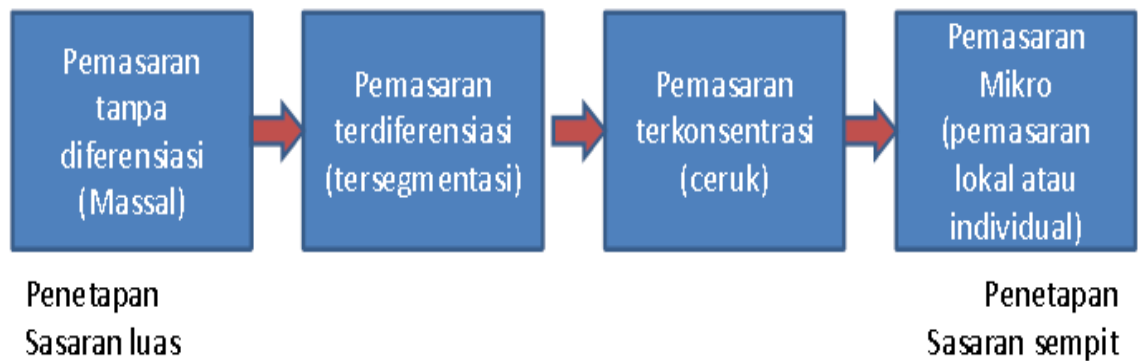 Pemasaran
tanpa
diferensiasi
(Massal)
Pemasaran
terdiferensiasi
(tersegmentasi)
Pemasaran
terkonsentrasi
(ceruk)
Pemasaran
Mikro
(pemasaran
lokal atau
individual)
Penetapan
Sasaran luas
Penetapan
Sasaran sempit